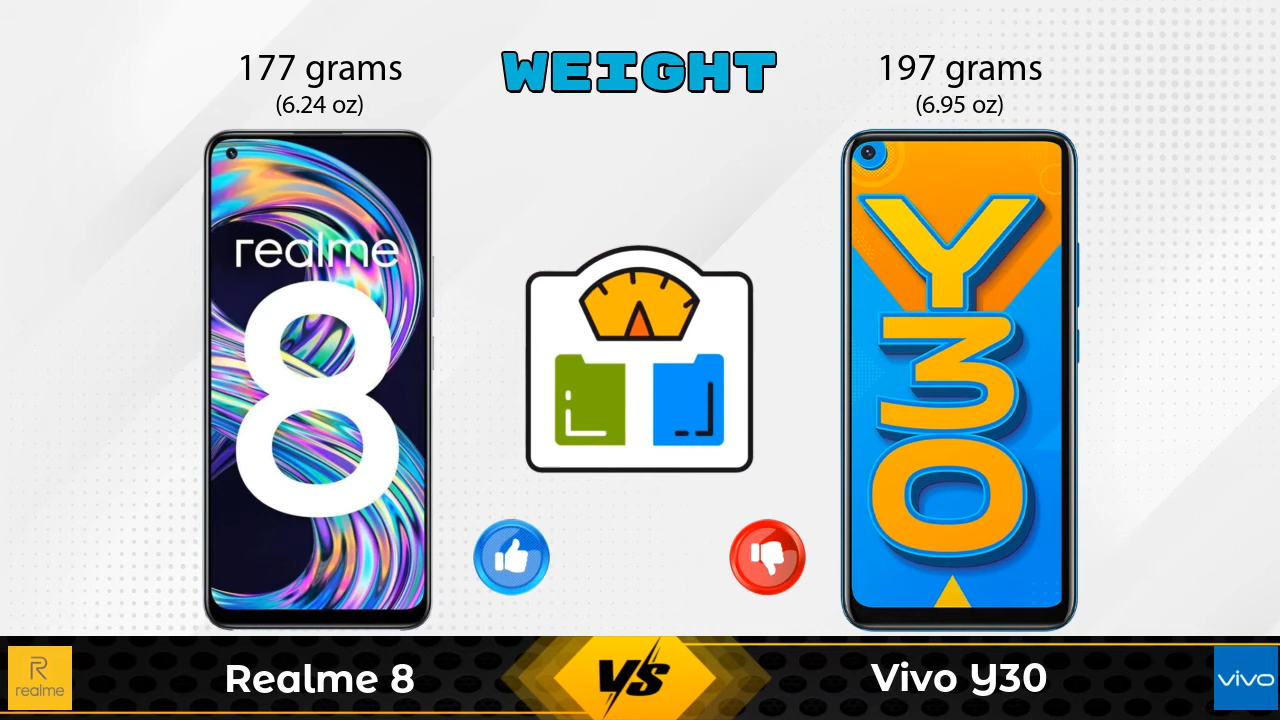 WEIGHT
177 grams
(6.24 oz)
197 grams
(6.95 oz)
realme
8
Y30
R
realme
Realme 8
VS
Vivo Y30
vivo